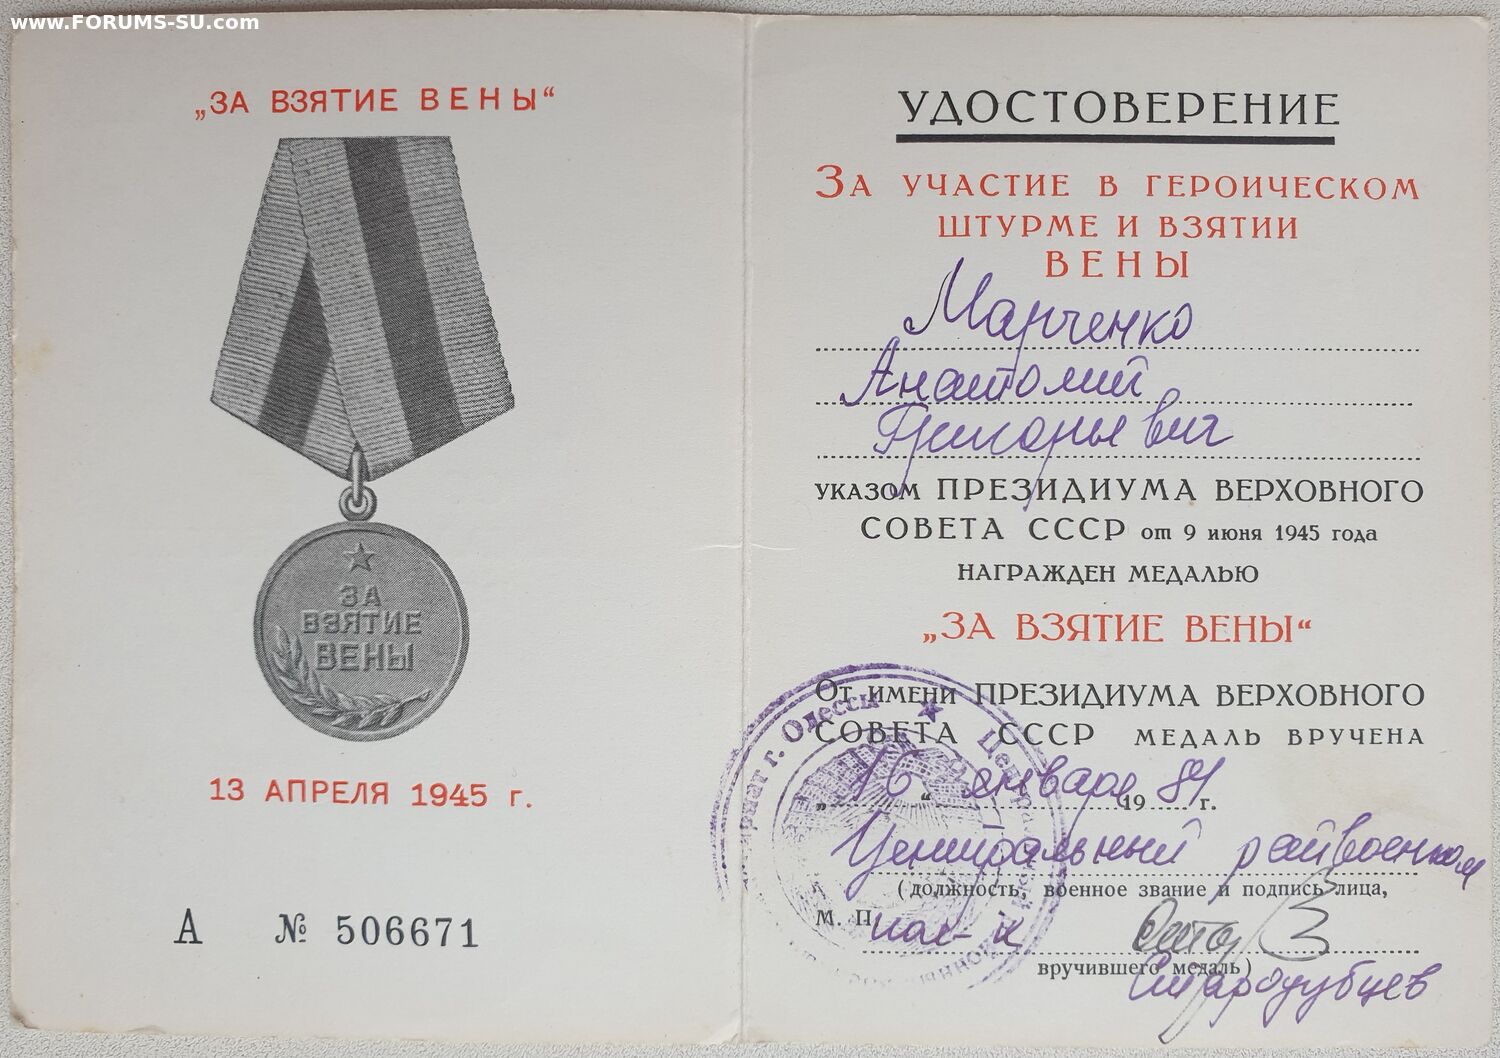 www.FORUMS-SU.com
„ЗА ВЗЯТИЕ ВЕНЫ“
ЗА
ВЗЯТИЕ
ВЕНЫ
13 АПРЕЛЯ 1945 г.
А № 506671
УДОСТОВЕРЕНИЕ
ЗА УЧАСТИЕ В ГЕРОИЧЕСКОМ
ШТУРМЕ И ВЗЯТИИ
ВЕНЫ
Марченко
Анатолий
Григорьевич
УКАЗОМ ПРЕЗИДИУМА ВЕРХОВНОГО
СОВЕТА СССР от 9 июня 1945 года
НАГРАЖДЕН МЕДАЛЬЮ
„ЗА ВЗЯТИЕ ВЕНЫ“
От имени ПРЕЗИДИУМА ВЕРХОВНОГО
СОВЕТА СССР МЕДАЛЬ ВРУЧЕНА
„16“ января 1984 г.
Центральный райвоенком
(должность, военное звание и подпись лица,
М. П. пол-к
вручившего медаль)
Стародубцев
г. Одессы